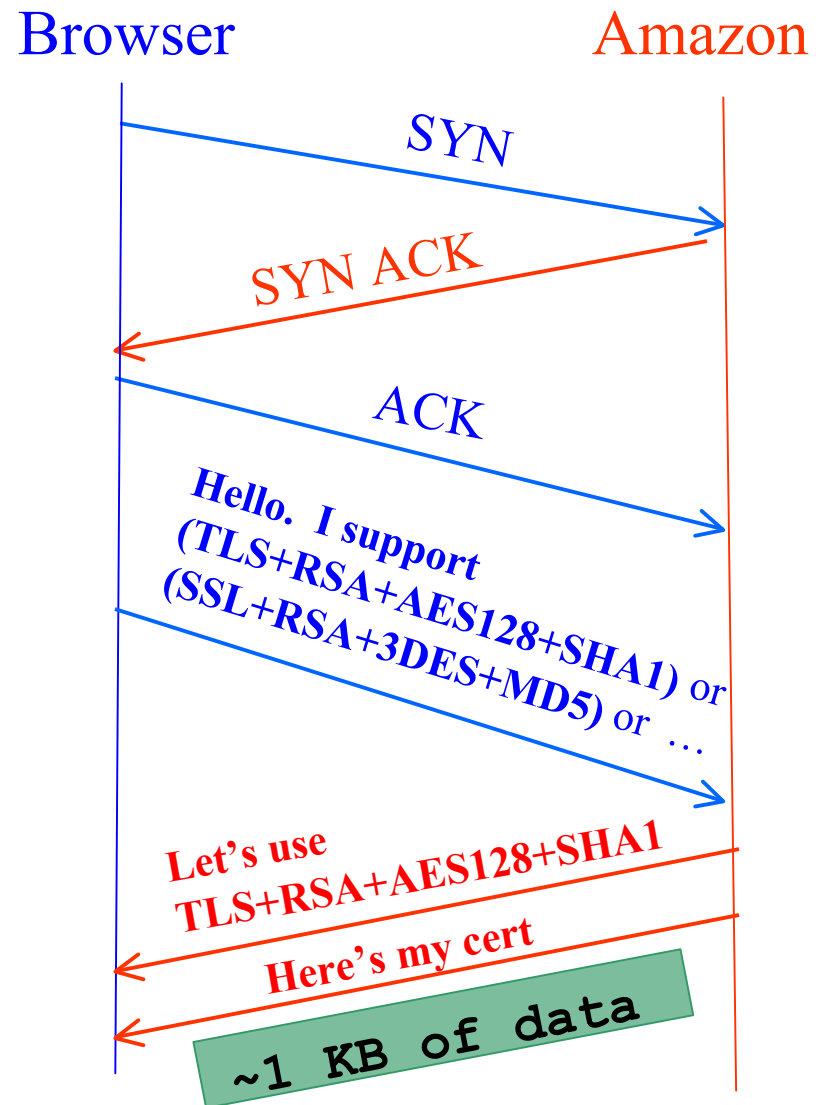 Browser
Amazon
SYN
SYN ACK
ACK
Hello. I support
(TLS+RSA+AES128+SHA1) or
(SSL+RSA+3DES+MD5) or …
Let’s use
TLS+RSA+AES128+SHA1
Here’s my cert
~1 KB of data